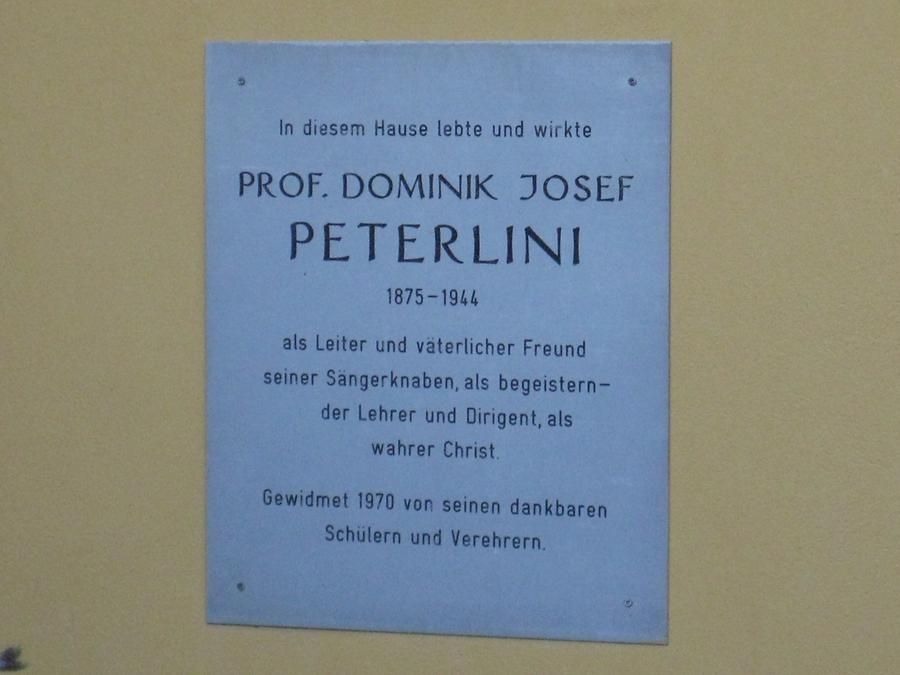 In diesem Hause lebte und wirkte
PROF. DOMINIK JOSEF
PETERLINI
1875-1944
als Leiter und väterlicher Freund
seiner Sängerknaben, als begeistern-
der Lehrer und Dirigent, als
wahrer Christ.
Gewidmet 1970 von seinen dankbaren
Schülern und Verehrern.